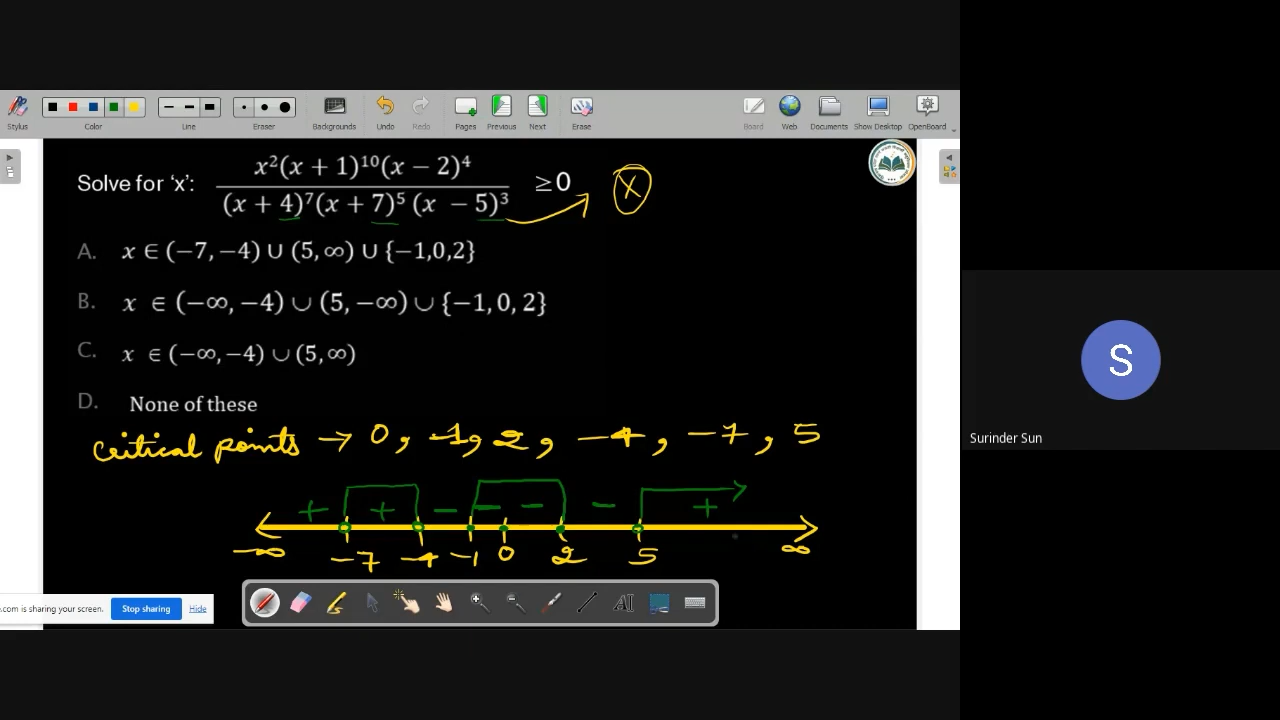 Stylus Color Line Eraser Backgrounds Undo Redo Pages Previous Next Erase Board Web Documents Show Desktop OpenBoard
Solve for ‘x’: x²(x + 1)¹⁰(x − 2)⁴ / (x + 4)⁷(x + 7)⁵ (x − 5)³ ≥0 X
A. x ∈ (−7, −4) ∪ (5, ∞) ∪ {−1,0,2}
B. x ∈ (−∞, −4) ∪ (5, −∞) ∪ {−1, 0, 2}
C. x ∈ (−∞, −4) ∪ (5, ∞)
D. None of these
critical points → 0, -1, 2, -4, -7, 5
+ + - - - - +
-∞ -7 -4 -1 0 2 5 ∞
.com is sharing your screen. Stop sharing Hide
AI
S
Surinder Sun